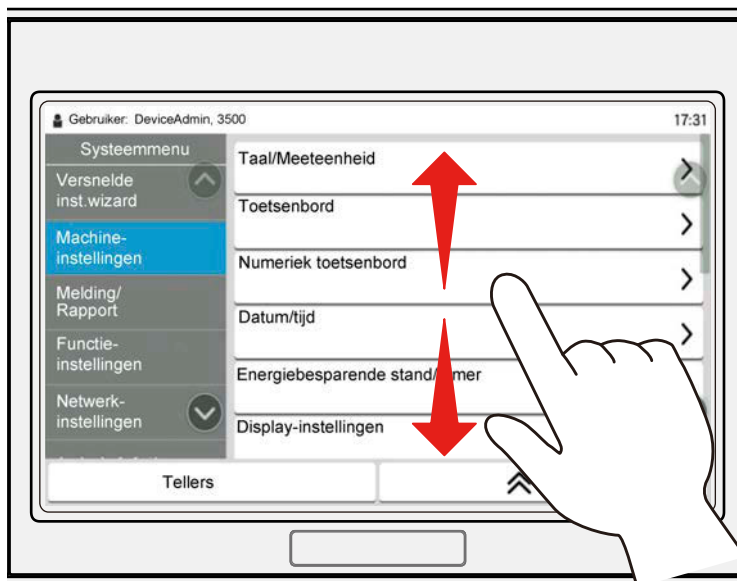 Gebruiker: DeviceAdmin, 3500
17:31
Systeemmenu
Versnelde
inst.wizard
Machine-
instellingen
Melding/
Rapport
Functie-
instellingen
Netwerk-
instellingen
Taal/Meeteenheid
Toetsenbord
Numeriek toetsenbord
Datum/tijd
Energiebesparende
Display-instellingen
Tellers